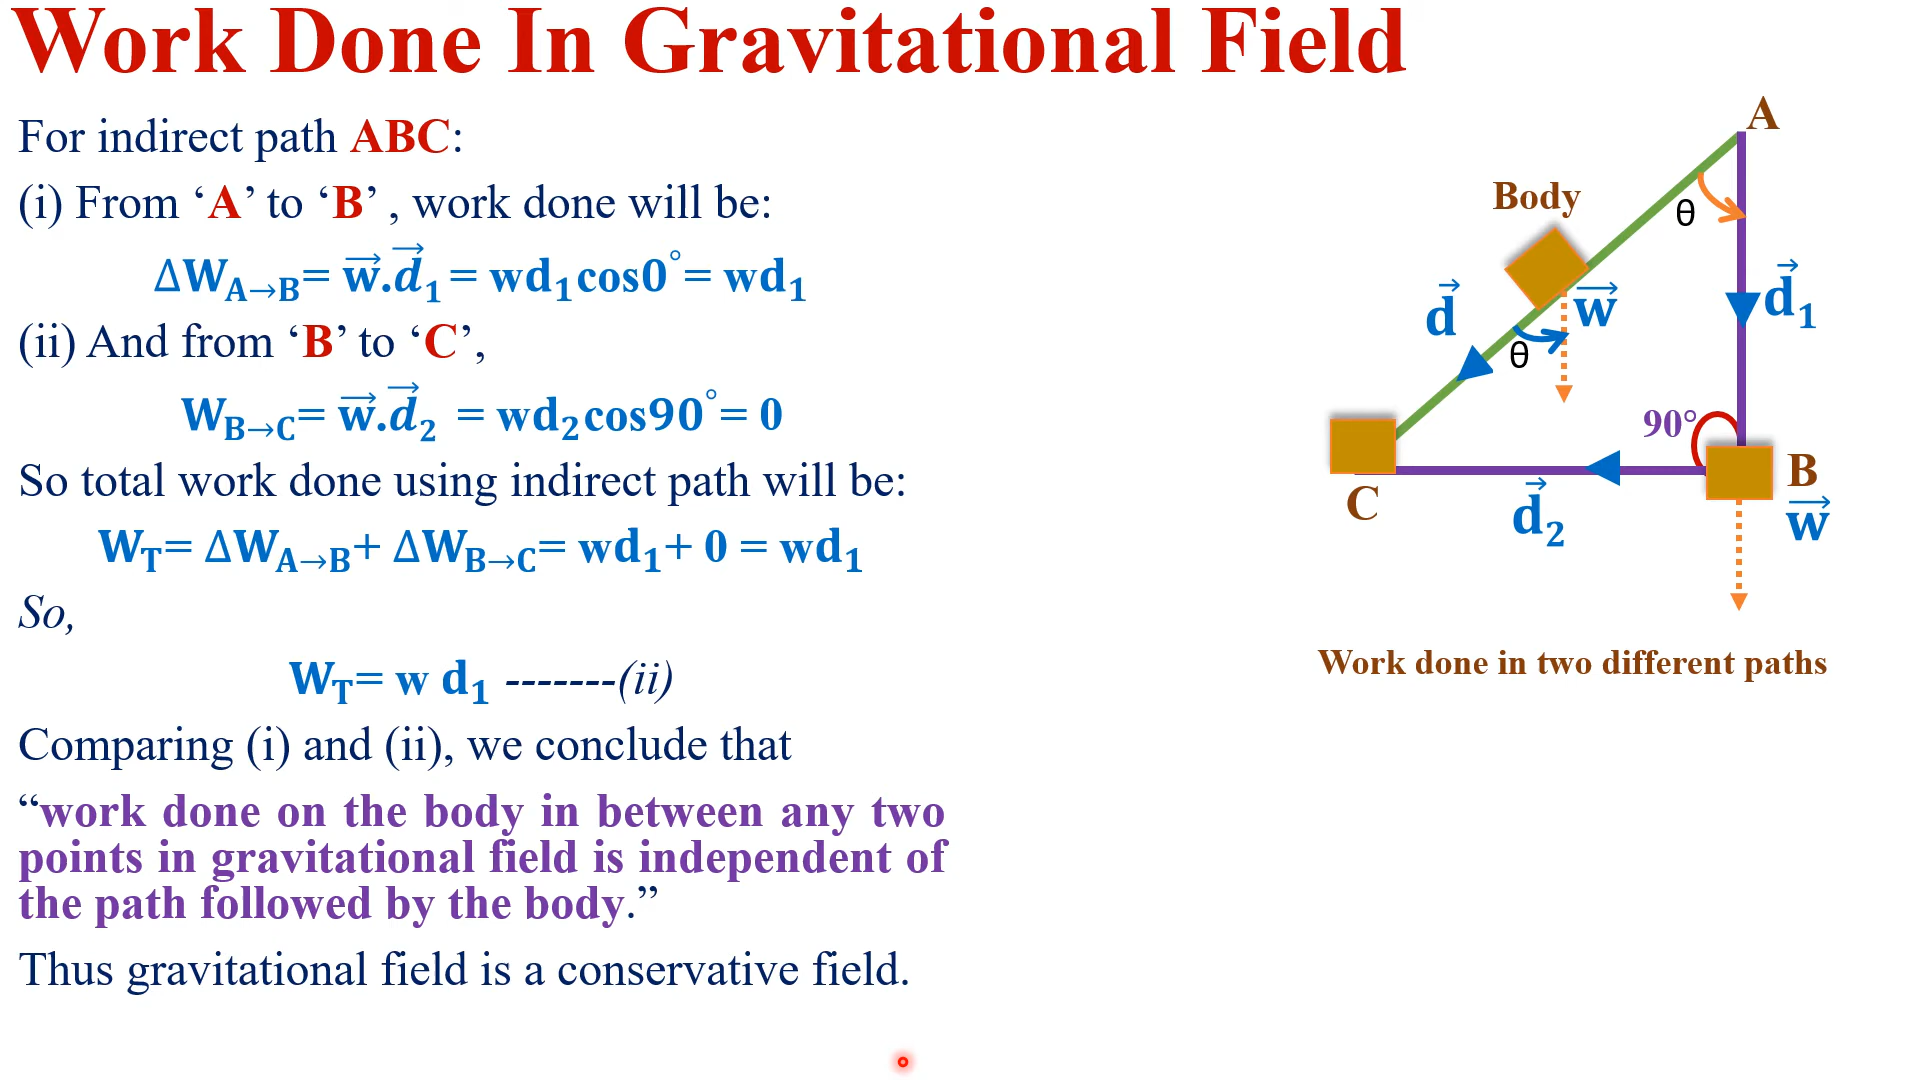 Work Done In Gravitational Field
For indirect path ABC:
(i) From ‘A’ to ‘B’ , work done will be:
ΔW_A→B = w⃗.d⃗₁ = wd₁cos0° = wd₁
(ii) And from ‘B’ to ‘C’,
W_B→C = w⃗.d⃗₂ = wd₂cos90° = 0
So total work done using indirect path will be:
W_T = ΔW_A→B + ΔW_B→C = wd₁ + 0 = wd₁
So,
W_T = w d₁ -------(ii)
Comparing (i) and (ii), we conclude that
“work done on the body in between any two
points in gravitational field is independent of
the path followed by the body.”
Thus gravitational field is a conservative field.
A
Body
θ
d⃗
w⃗
d⃗₁
θ
90°
B
C
d⃗₂
w⃗
Work done in two different paths